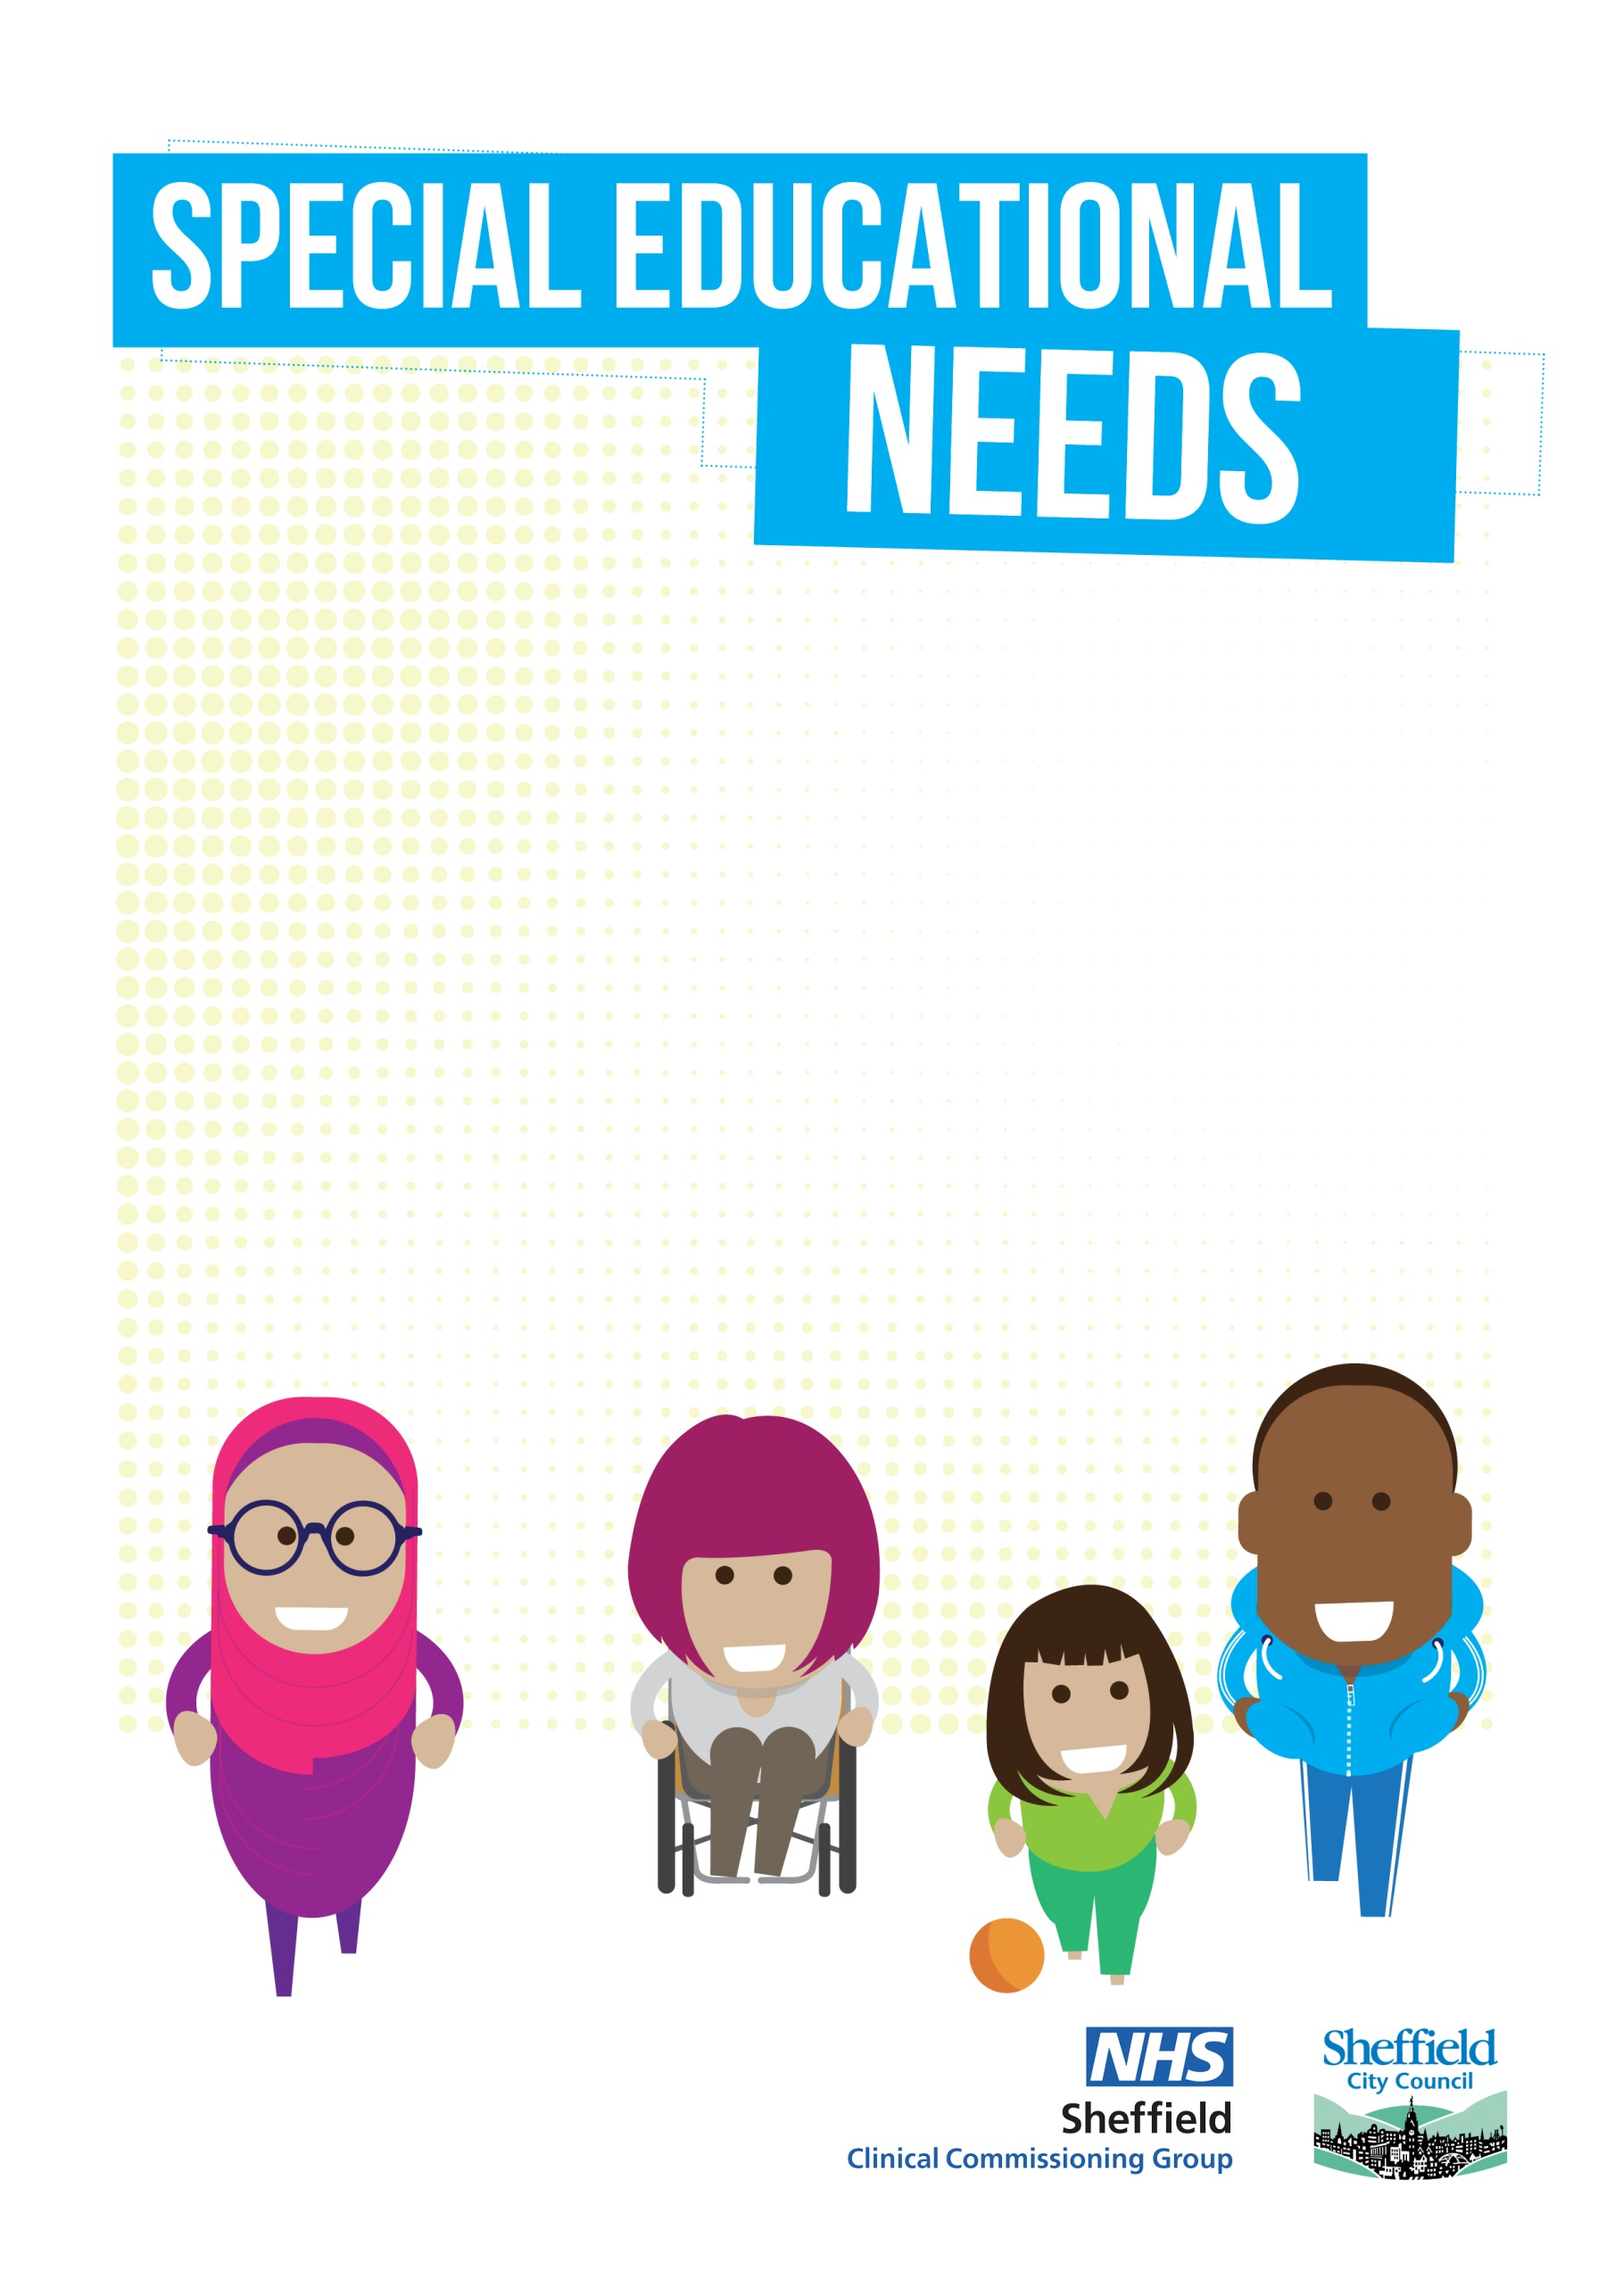 SPECIAL EDUCATIONAL
NEEDS
NHS
Sheffield
Clinical Commissioning Group
Sheffield
City Council